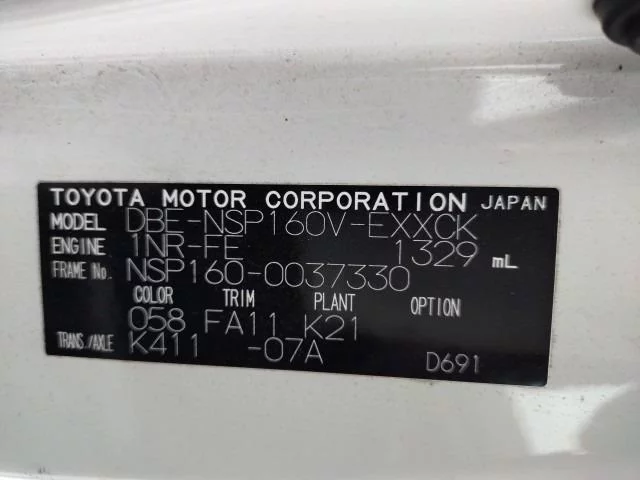 TOYOTA MOTOR CORPORATION JAPAN
MODEL DBE-NSP160V-EXXCK
ENGINE 1NR-FE 1329 mL
FRAME No. NSP160-0037330
COLOR TRIM PLANT OPTION
058 FA11 K21
TRANS./AXLE K411 -07A D691